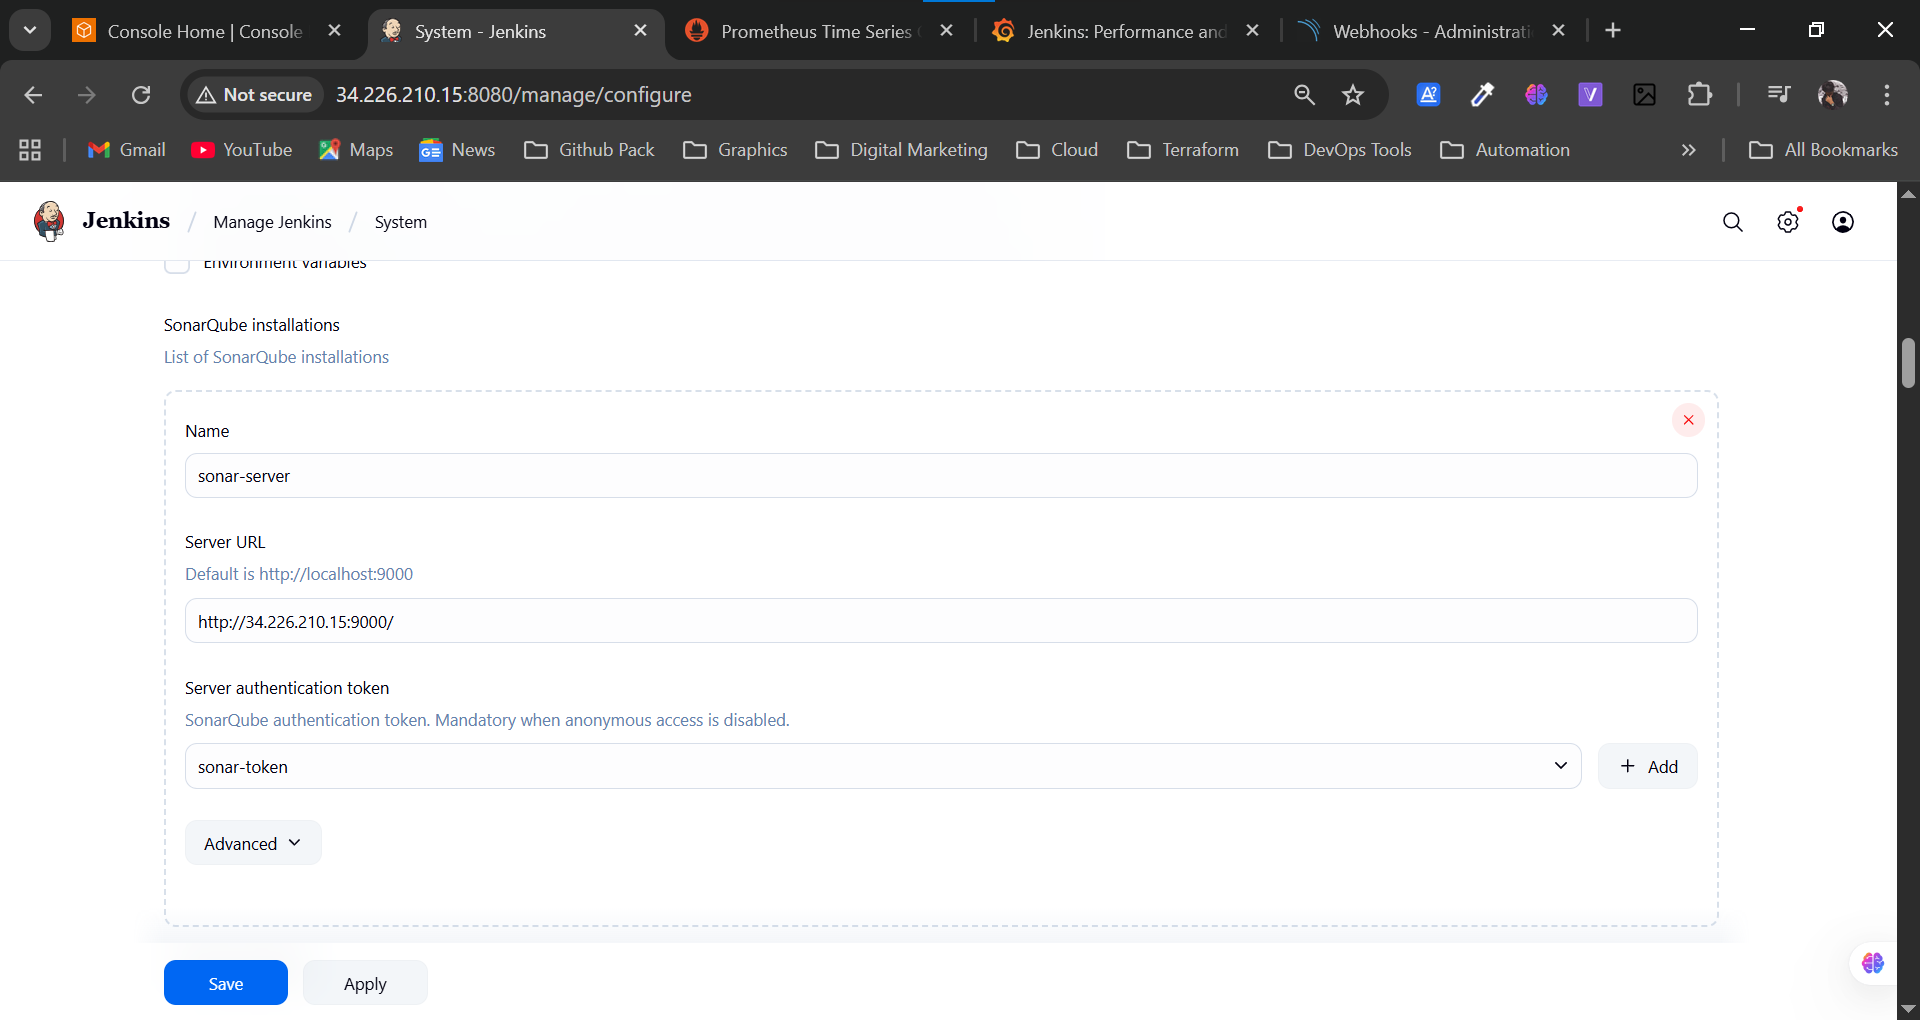 Console Home | Console
System - Jenkins
Prometheus Time Series
Jenkins: Performance and
Webhooks - Administrati
Not secure
34.226.210.15:8080/manage/configure
Gmail
YouTube
Maps
News
Github Pack
Graphics
Digital Marketing
Cloud
Terraform
DevOps Tools
Automation
All Bookmarks
Jenkins / Manage Jenkins / System
Environment variables
SonarQube installations
List of SonarQube installations
Name
sonar-server
Server URL
Default is http://localhost:9000
http://34.226.210.15:9000/
Server authentication token
SonarQube authentication token. Mandatory when anonymous access is disabled.
sonar-token
+ Add
Advanced
Save
Apply